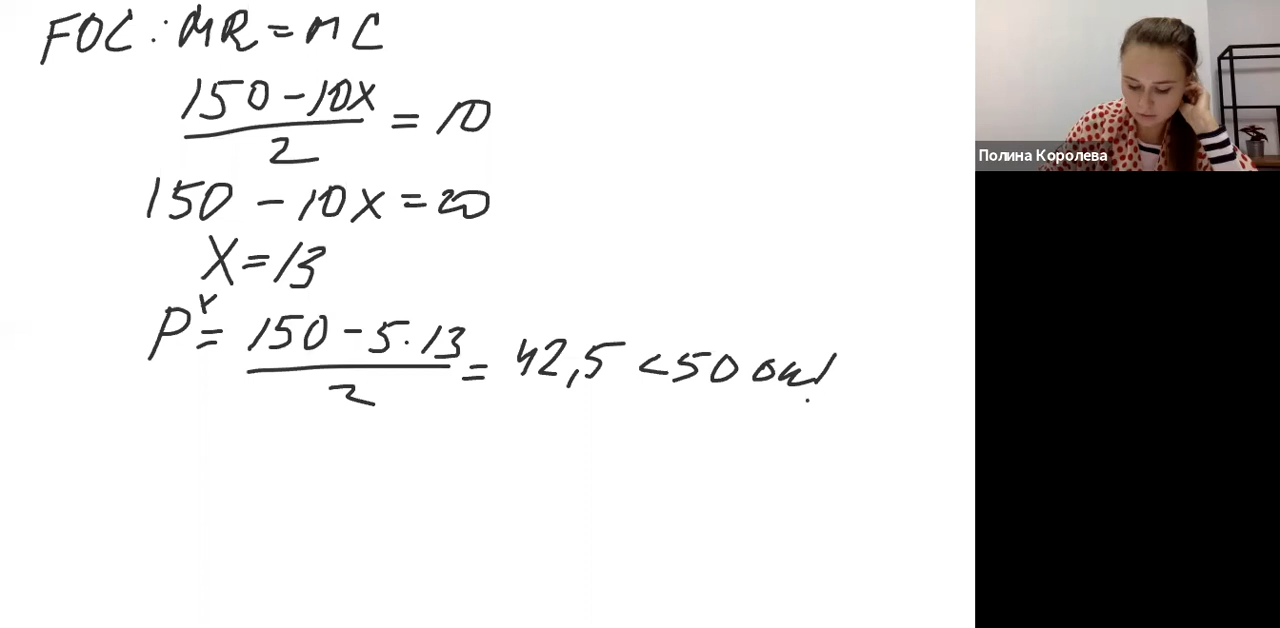 FOC: MR = MC
(150 - 10x)/2 = 10
150 - 10x = 20
x = 13
P* = (150 - 5·13)/2 = 42,5 < 50 ок!
Полина Королева